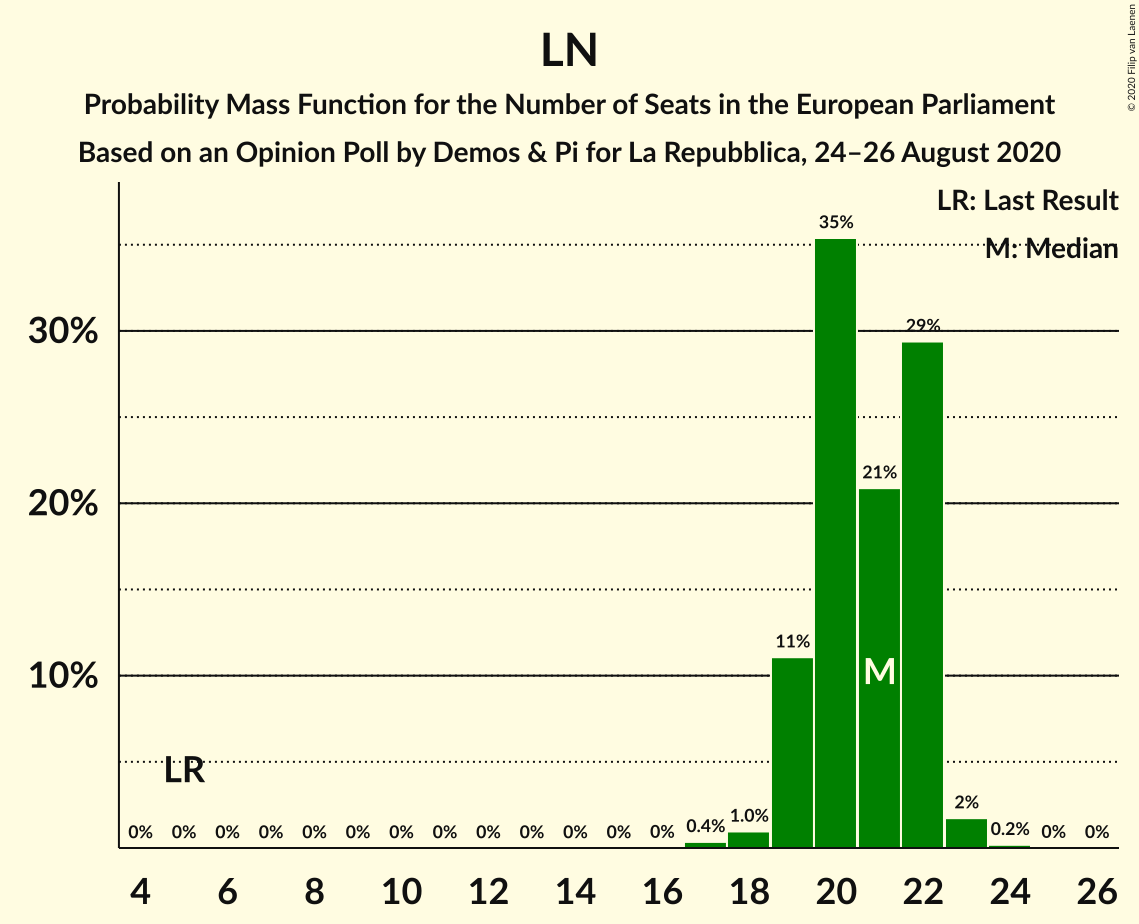 LN
Probability Mass Function for the Number of Seats in the European Parliament
Based on an Opinion Poll by Demos & Pi for La Repubblica, 24–26 August 2020
© 2020 Filip van Laenen
LR: Last Result
M: Median
35%
30%
29%
21%
20%
11%
10%
M
LR
0% 0% 0% 0% 0% 0% 0% 0% 0% 0% 0% 0% 0% 0.4% 1.0% 2% 0.2% 0% 0%
4 6 8 10 12 14 16 18 20 22 24 26